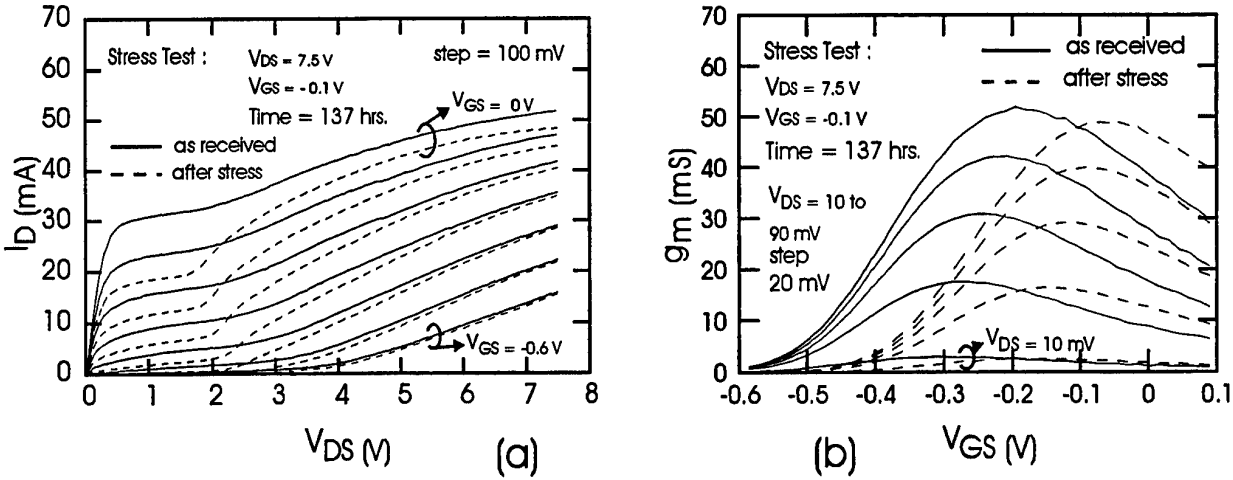 70
60
50
40
30
20
10
0
I_D (mA)
Stress Test :
V_DS = 7.5 V
V_GS = -0.1 V
Time = 137 hrs.
step = 100 mV
V_GS = 0 V
as received
after stress
V_GS = -0.6 V
0 1 2 3 4 5 6 7 8
V_DS (V)
(a)
70
60
50
40
30
20
10
0
g_m (mS)
Stress Test :
V_DS = 7.5 V
V_GS = -0.1 V
Time = 137 hrs.
as received
after stress
V_DS = 10 to
90 mV
step
20 mV
V_DS = 10 mV
-0.6 -0.5 -0.4 -0.3 -0.2 -0.1 0 0.1
V_GS (V)
(b)